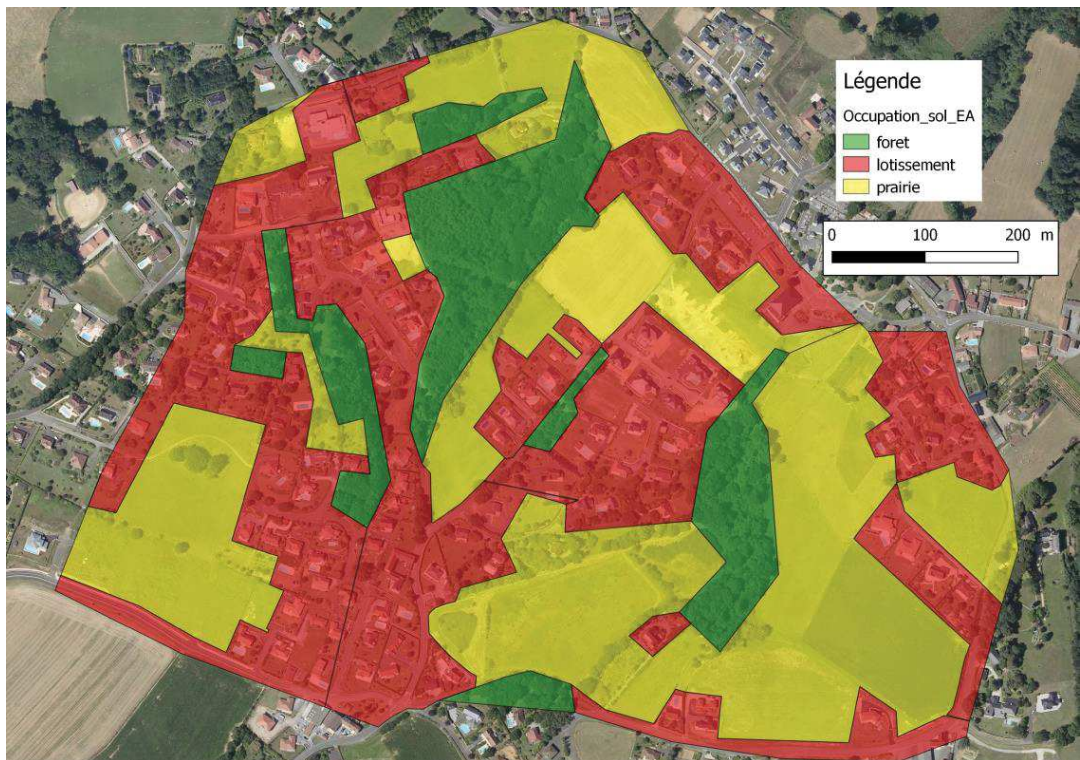 Légende
Occupation_sol_EA
foret
lotissement
prairie
0 100 200 m